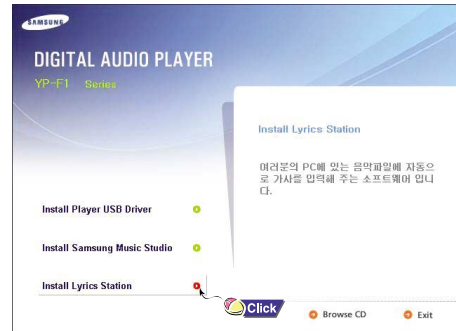 SAMSUNG
DIGITAL AUDIO PLAYER
YP-F1 Series
Install Lyrics Station
여러분의 PC에 있는 음악파일에 자동으
로 가사를 입력해 주는 소프트웨어 입니
다.
Install Player USB Driver
Install Samsung Music Studio
Install Lyrics Station
Click
Browse CD
Exit